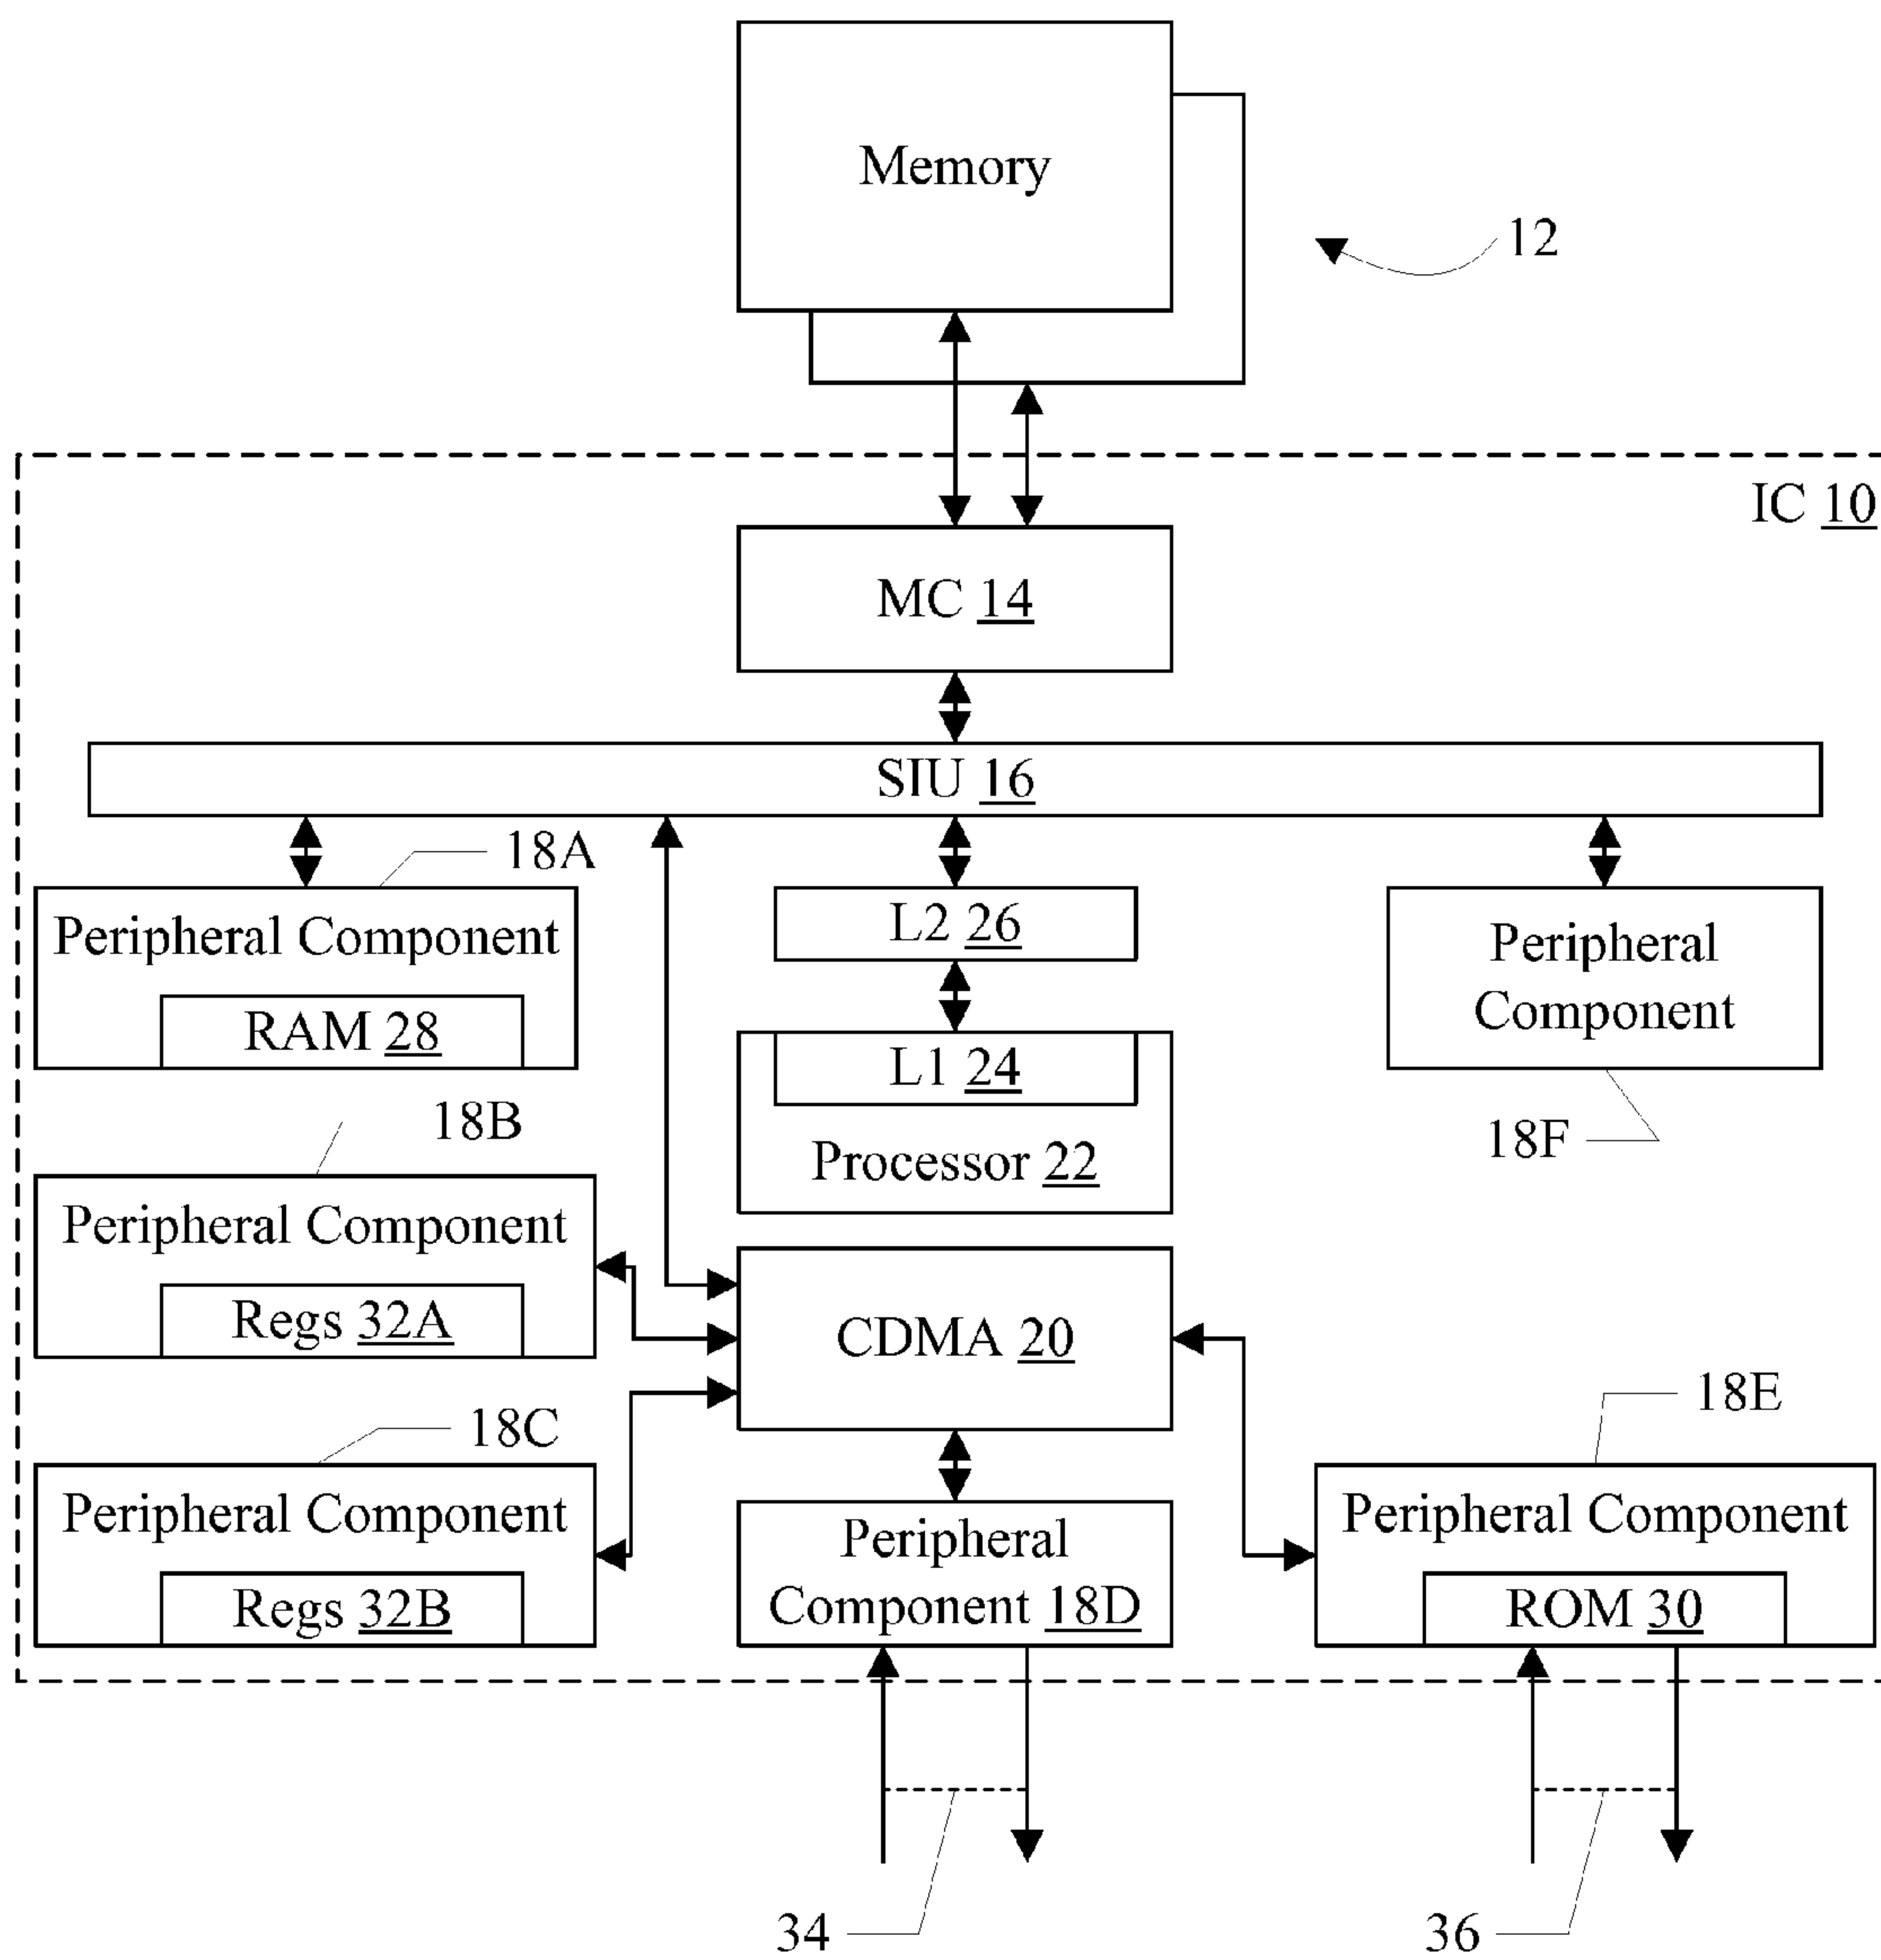 Memory
12
IC 10
MC 14
SIU 16
18A
Peripheral Component
RAM 28
L2 26
Peripheral
Component
L1 24
18B
Processor 22
18F
Peripheral Component
Regs 32A
CDMA 20
18C
18E
Peripheral Component
Regs 32B
Peripheral
Component 18D
Peripheral Component
ROM 30
34
36